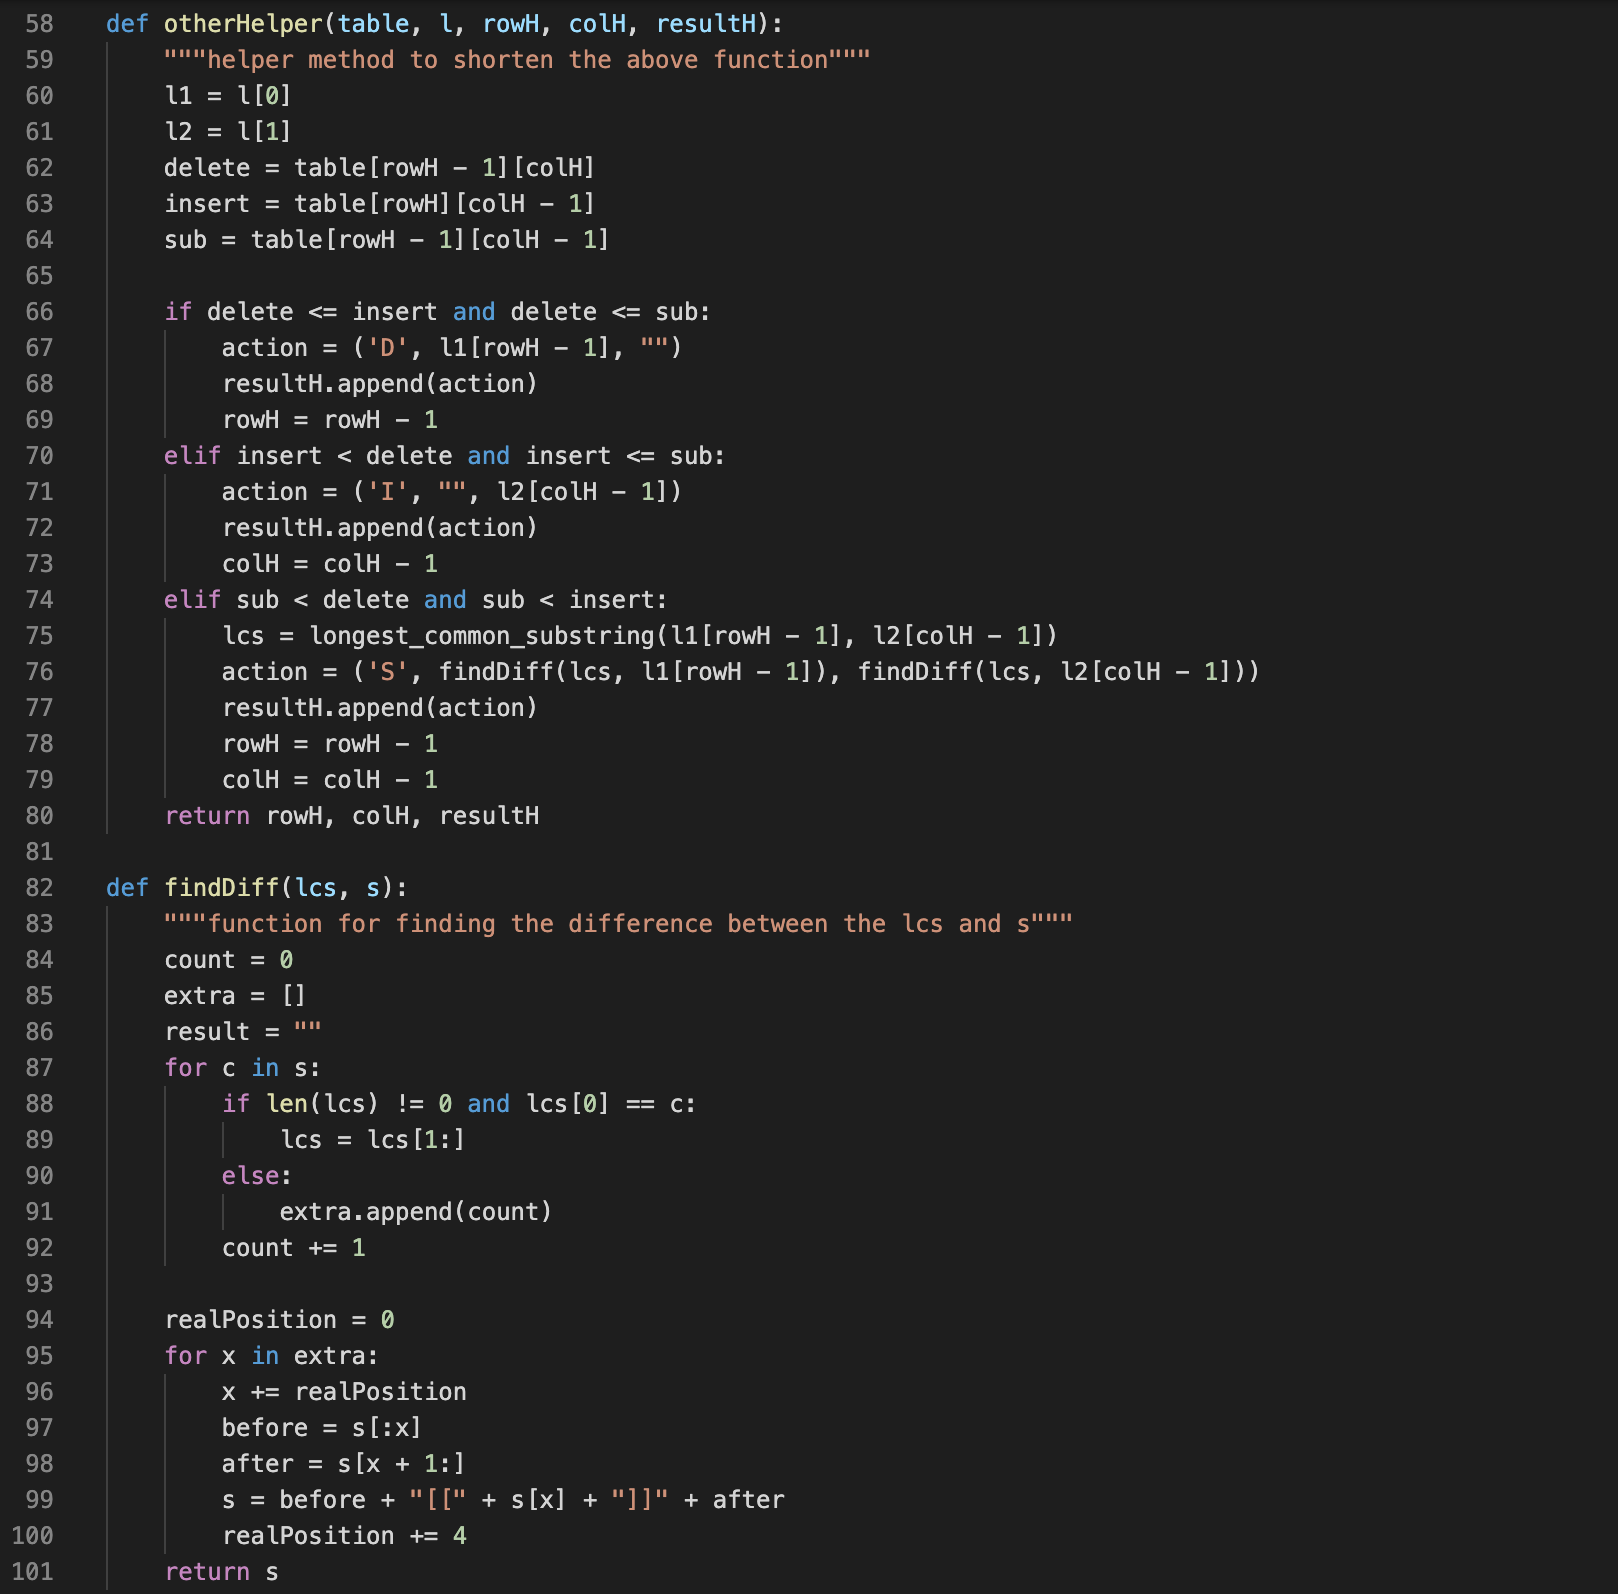 58 def otherHelper(table, l, rowH, colH, resultH):
59 """helper method to shorten the above function"""
60 l1 = l[0]
61 l2 = l[1]
62 delete = table[rowH - 1][colH]
63 insert = table[rowH][colH - 1]
64 sub = table[rowH - 1][colH - 1]
65
66 if delete <= insert and delete <= sub:
67 action = ('D', l1[rowH - 1], "")
68 resultH.append(action)
69 rowH = rowH - 1
70 elif insert < delete and insert <= sub:
71 action = ('I', "", l2[colH - 1])
72 resultH.append(action)
73 colH = colH - 1
74 elif sub < delete and sub < insert:
75 lcs = longest_common_substring(l1[rowH - 1], l2[colH - 1])
76 action = ('S', findDiff(lcs, l1[rowH - 1]), findDiff(lcs, l2[colH - 1]))
77 resultH.append(action)
78 rowH = rowH - 1
79 colH = colH - 1
80 return rowH, colH, resultH
81
82 def findDiff(lcs, s):
83 """function for finding the difference between the lcs and s"""
84 count = 0
85 extra = []
86 result = ""
87 for c in s:
88 if len(lcs) != 0 and lcs[0] == c:
89 lcs = lcs[1:]
90 else:
91 extra.append(count)
92 count += 1
93
94 realPosition = 0
95 for x in extra:
96 x += realPosition
97 before = s[:x]
98 after = s[x + 1:]
99 s = before + "[[" + s[x] + "]]" + after
100 realPosition += 4
101 return s